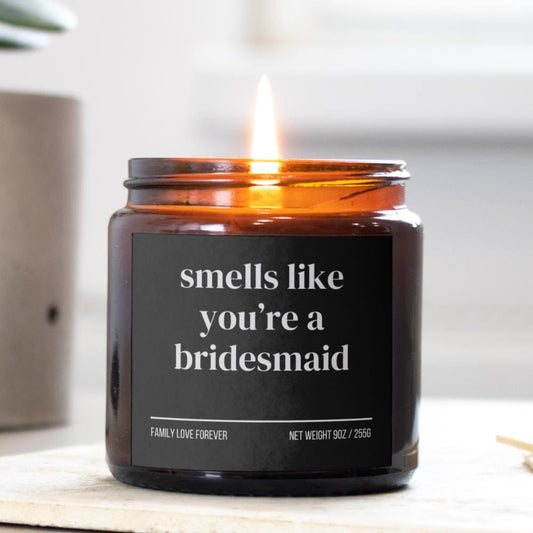 smells like
you’re a
bridesmaid
FAMILY LOVE FOREVER
NET WEIGHT 9OZ / 255G